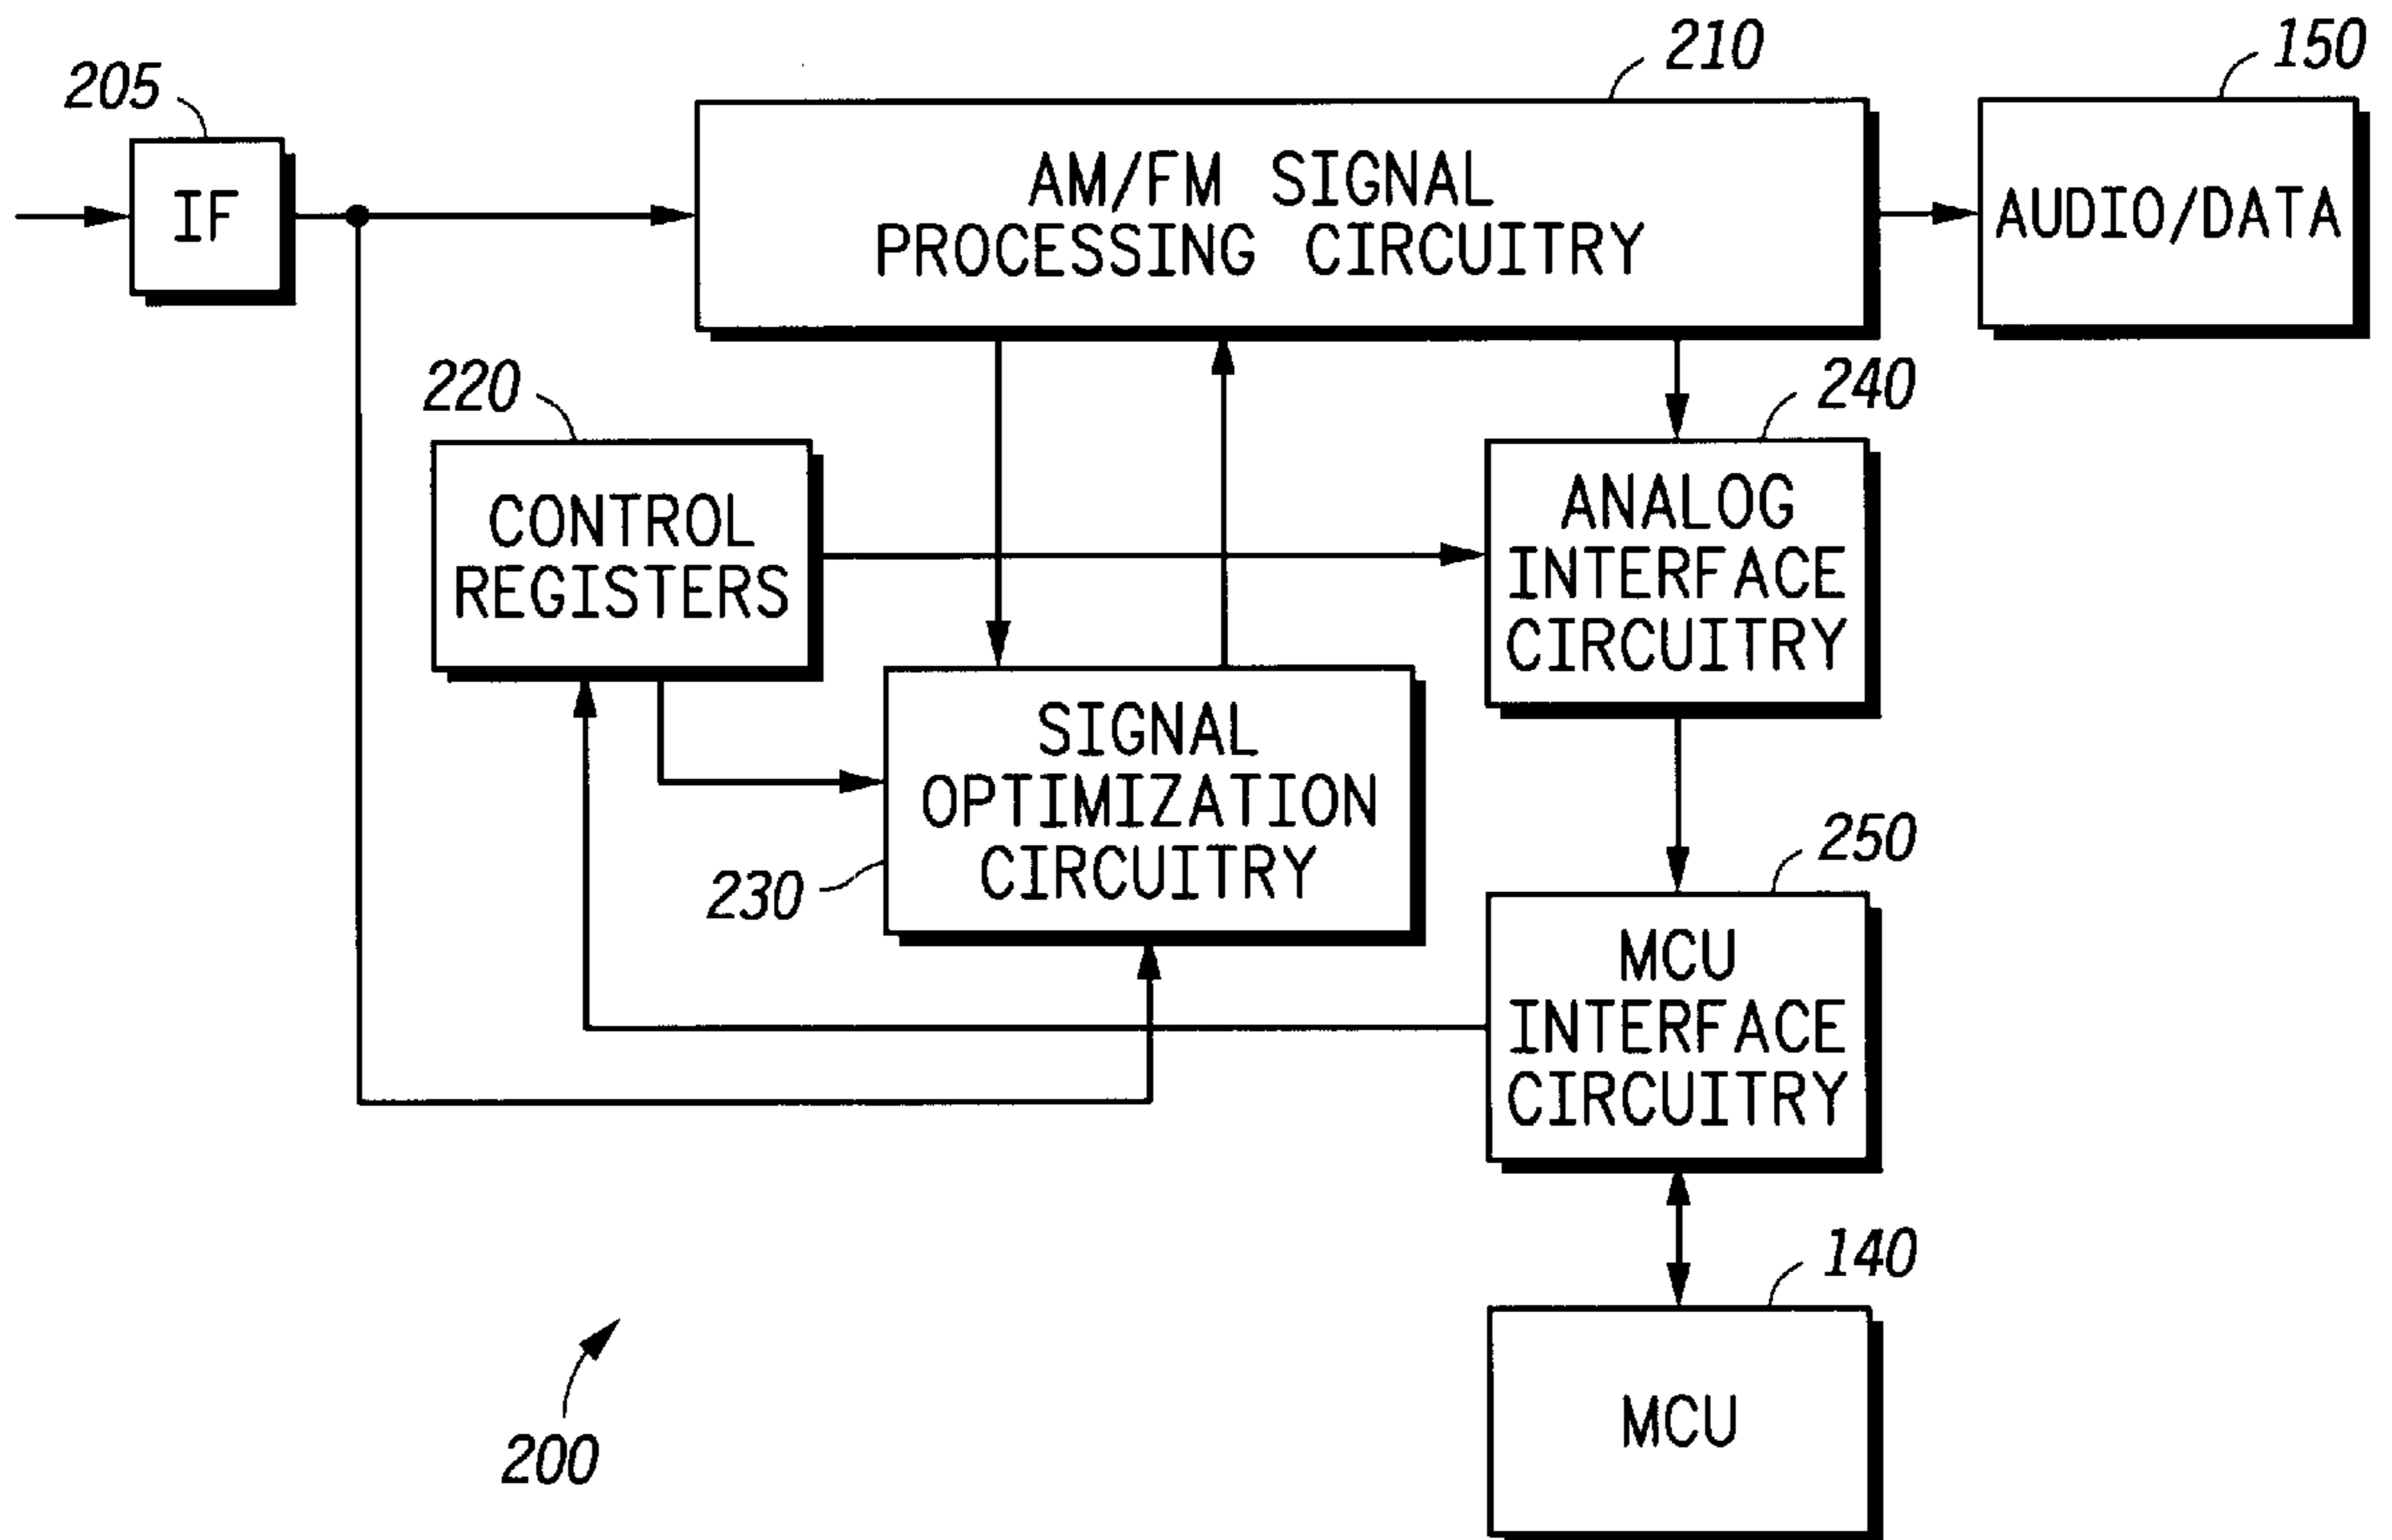 210
150
205
IF
AM/FM SIGNAL
PROCESSING CIRCUITRY
AUDIO/DATA
220
240
CONTROL
REGISTERS
ANALOG
INTERFACE
CIRCUITRY
SIGNAL
OPTIMIZATION
CIRCUITRY
230
250
MCU
INTERFACE
CIRCUITRY
140
MCU
200